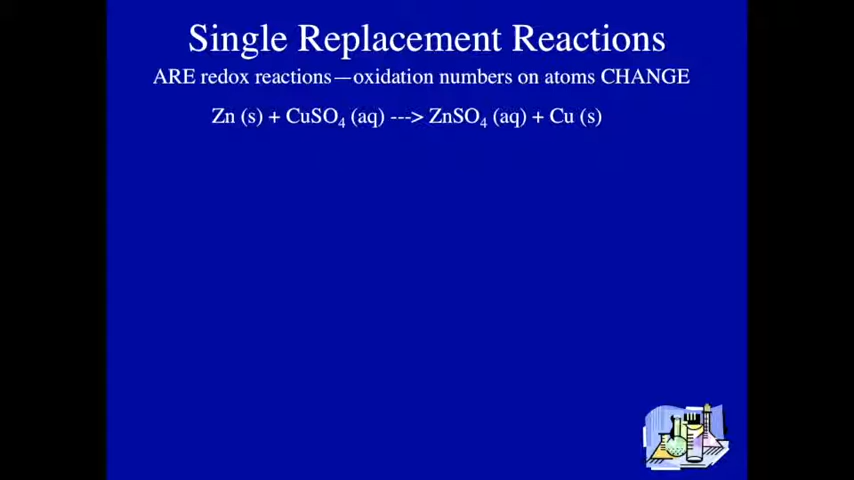 Single Replacement Reactions
ARE redox reactions—oxidation numbers on atoms CHANGE
Zn (s) + CuSO₄ (aq) ---> ZnSO₄ (aq) + Cu (s)